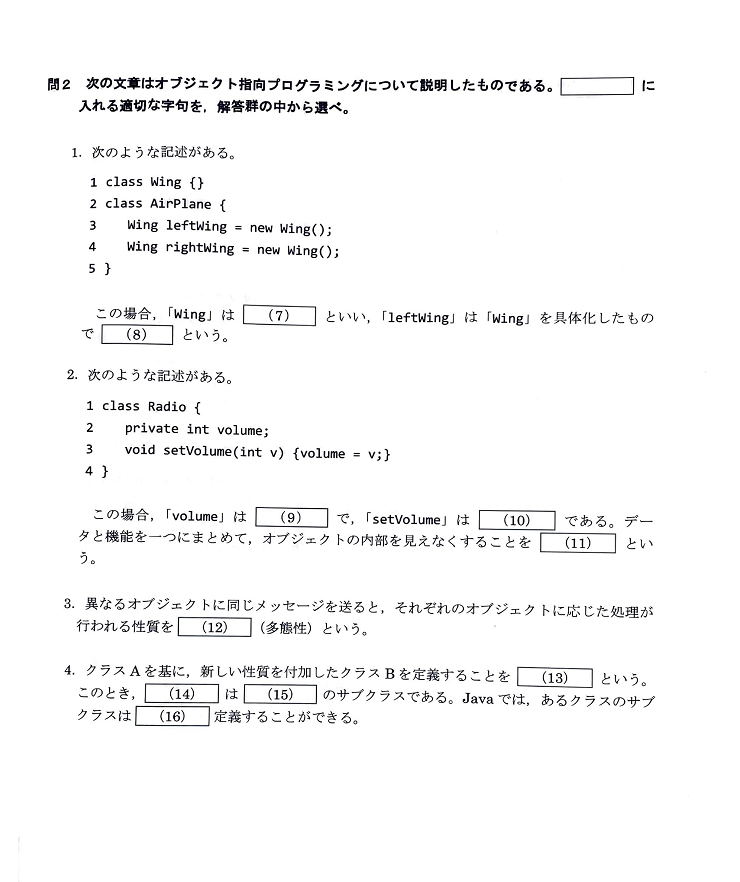 問2 次の文章はオブジェクト指向プログラミングについて説明したものである。 に
入れる適切な字句を，解答群の中から選べ。
1. 次のような記述がある。
1 class Wing {}
2 class AirPlane {
3 Wing leftWing = new Wing();
4 Wing rightWing = new Wing();
5 }
この場合，「Wing」は (7) といい，「leftWing」は「Wing」を具体化したもの
で (8) という。
2. 次のような記述がある。
1 class Radio {
2 private int volume;
3 void setVolume(int v) {volume = v;}
4 }
この場合，「volume」は (9) で，「setVolume」は (10) である。デー
タと機能を一つにまとめて，オブジェクトの内部を見えなくすることを (11) とい
う。
3. 異なるオブジェクトに同じメッセージを送ると，それぞれのオブジェクトに応じた処理が
行われる性質を (12) （多態性）という。
4. クラスAを基に，新しい性質を付加したクラスBを定義することを (13) という。
このとき， (14) は (15) のサブクラスである。Javaでは，あるクラスのサブ
クラスは (16) 定義することができる。